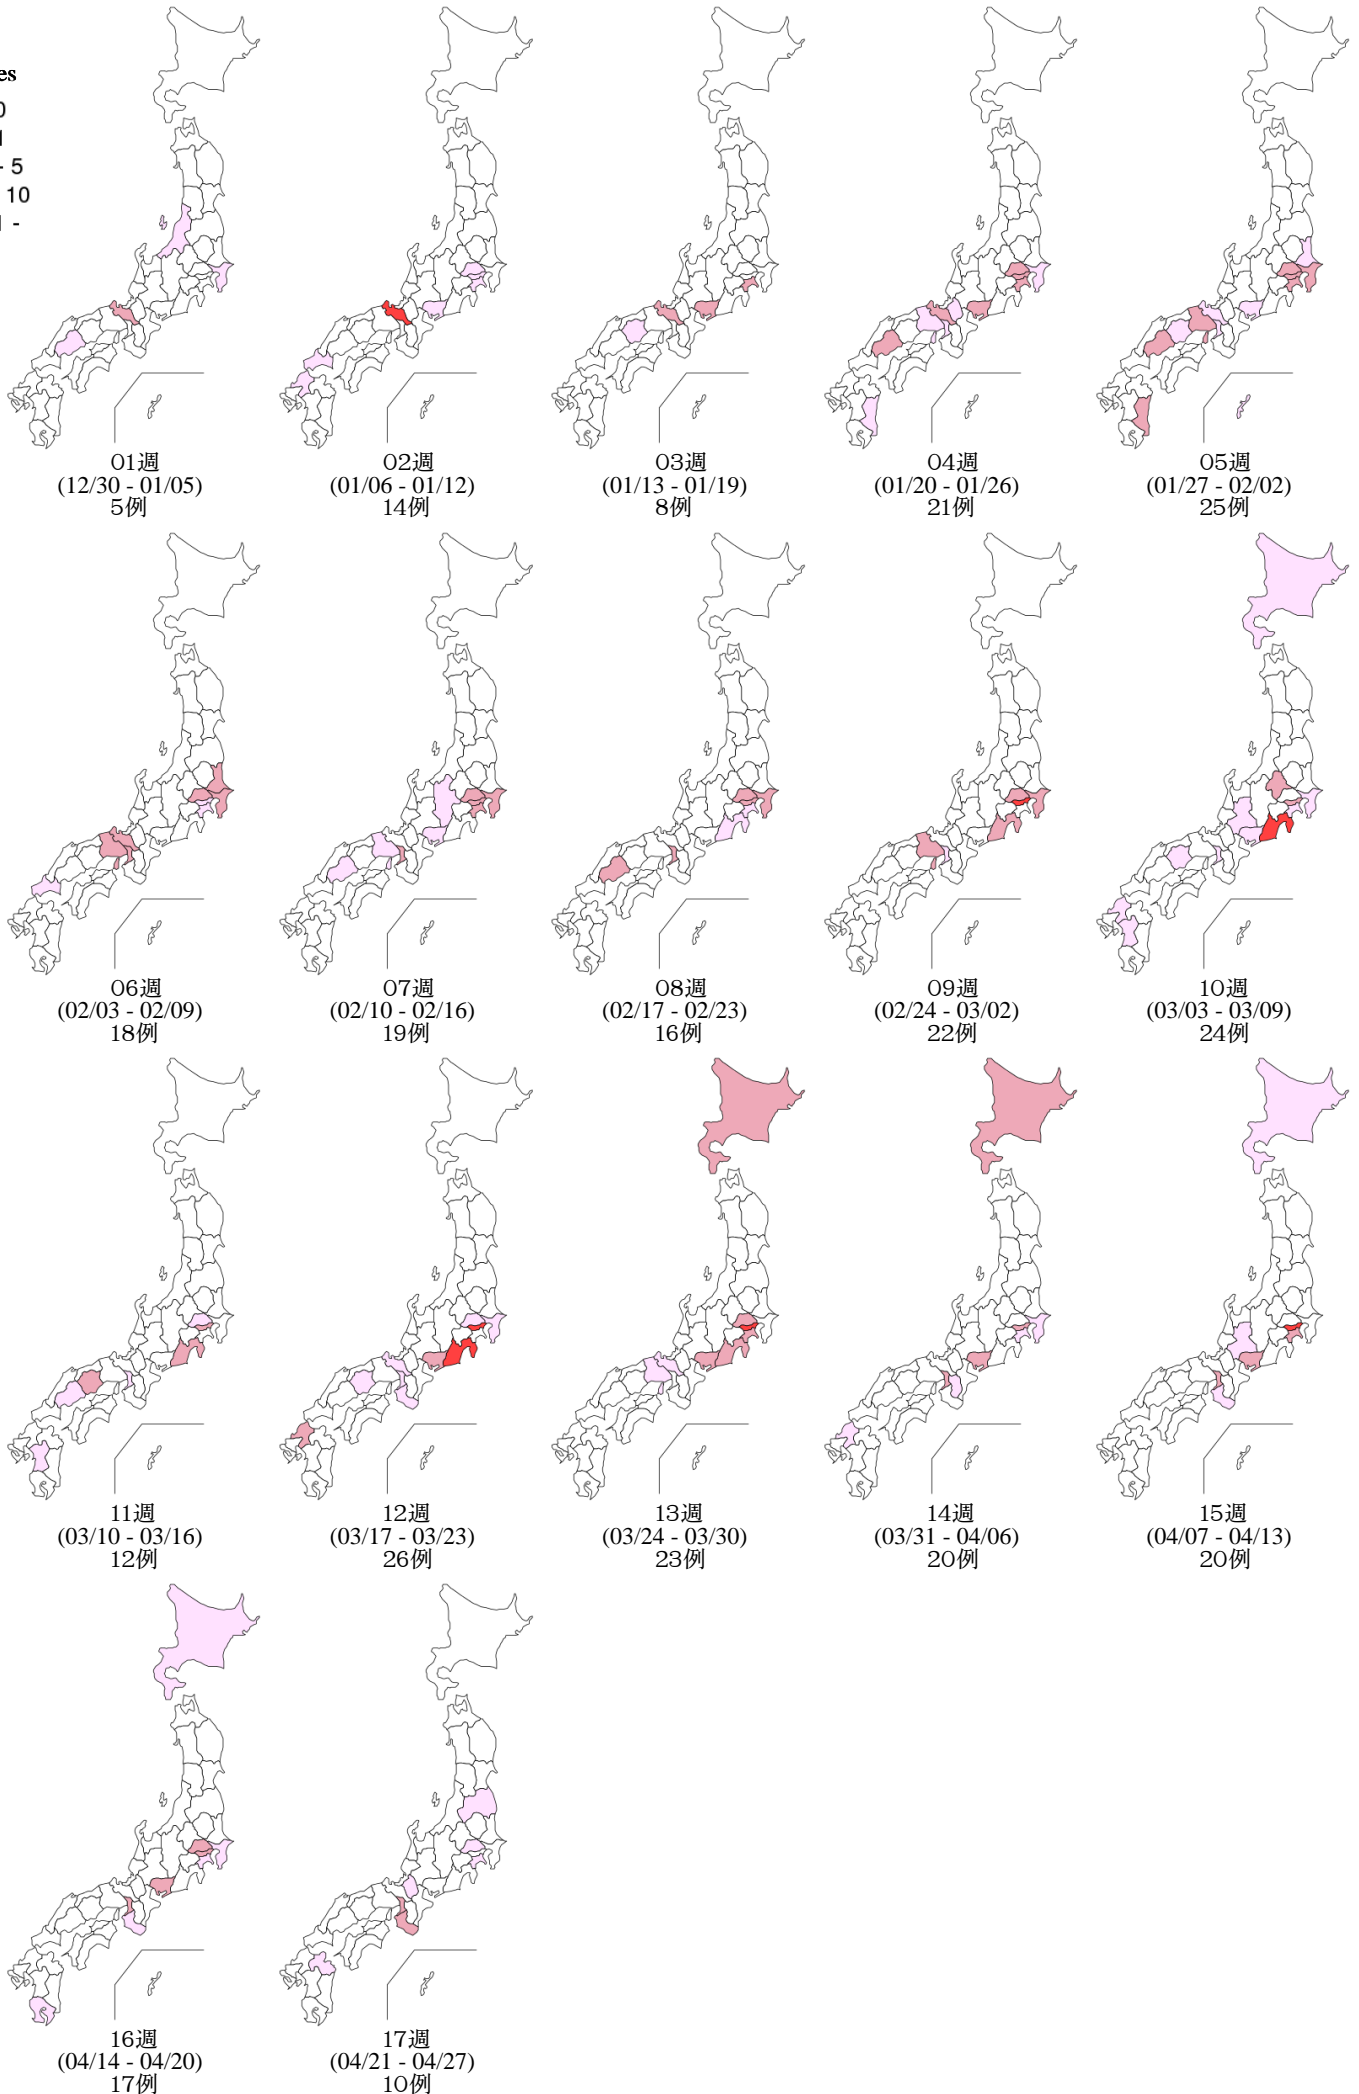 es
- 5
10
-
01週
(12/30 - 01/05)
5例
02週
(01/06 - 01/12)
14例
03週
(01/13 - 01/19)
8例
04週
(01/20 - 01/26)
21例
05週
(01/27 - 02/02)
25例
06週
(02/03 - 02/09)
18例
07週
(02/10 - 02/16)
19例
08週
(02/17 - 02/23)
16例
09週
(02/24 - 03/02)
22例
10週
(03/03 - 03/09)
24例
11週
(03/10 - 03/16)
12例
12週
(03/17 - 03/23)
26例
13週
(03/24 - 03/30)
23例
14週
(03/31 - 04/06)
20例
15週
(04/07 - 04/13)
20例
16週
(04/14 - 04/20)
17例
17週
(04/21 - 04/27)
10例